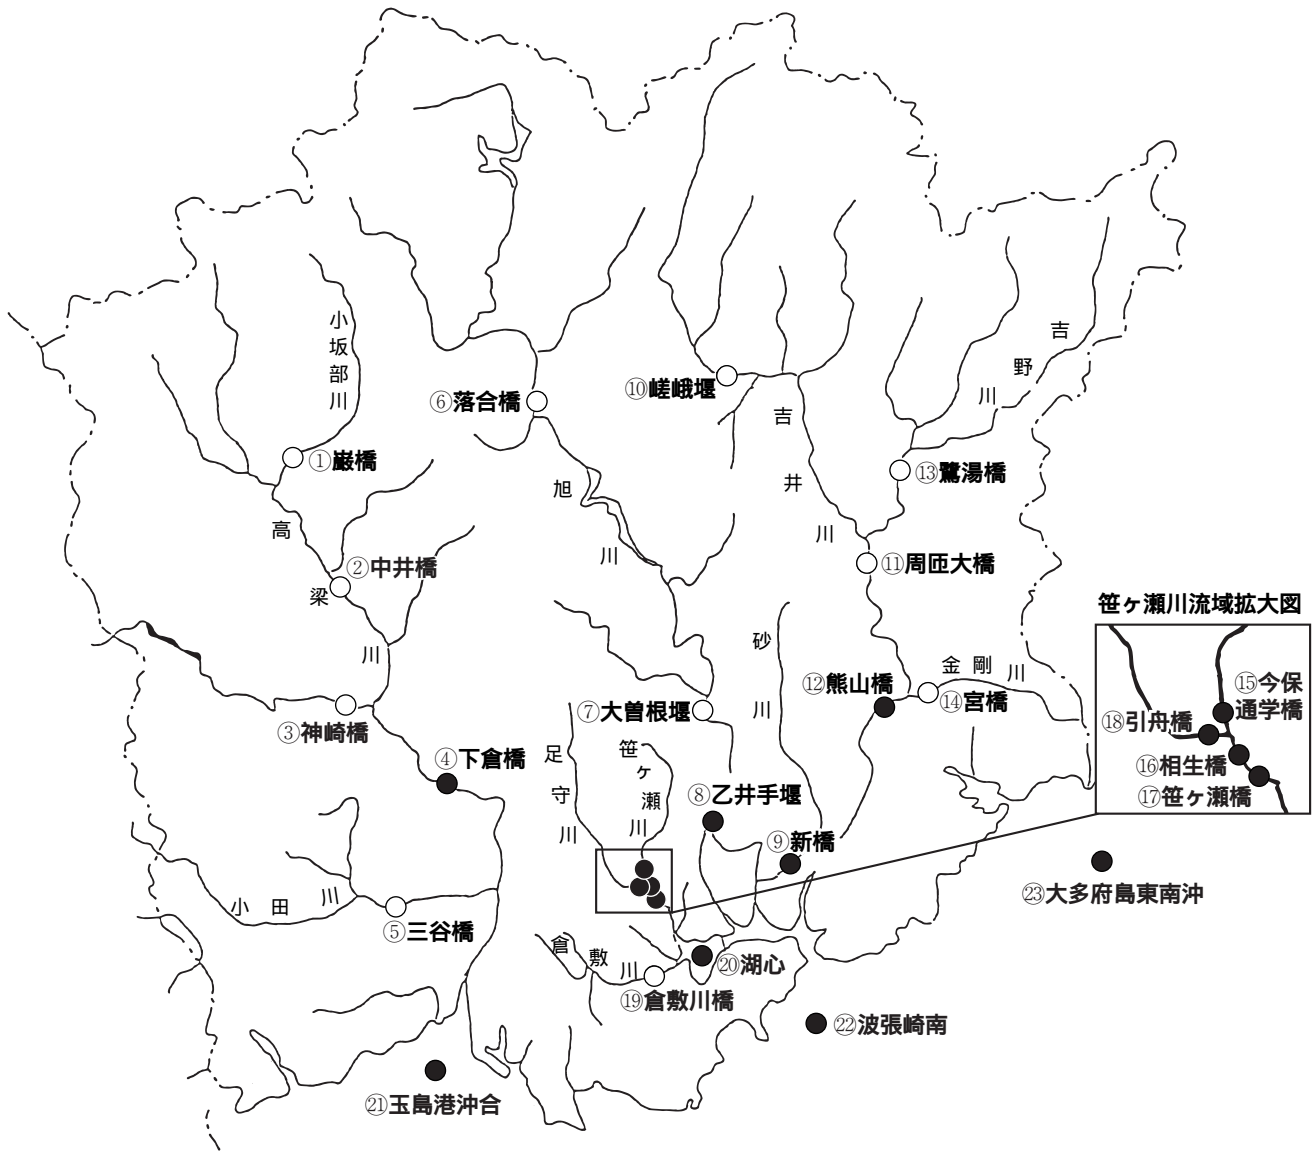 小坂部川
吉野川
⑥落合橋
⑩嵯峨堰
吉井川
①巌橋
⑬鷺湯橋
旭川
高梁川
②中井橋
⑪周匝大橋
笹ヶ瀬川流域拡大図
砂川
金剛川
⑫熊山橋
⑭宮橋
⑮今保
通学橋
⑱引舟橋
⑯相生橋
⑰笹ヶ瀬橋
③神崎橋
⑦大曽根堰
④下倉橋
足守川
笹ヶ瀬川
⑧乙井手堰
⑨新橋
㉓大多府島東南沖
小田川
⑤三谷橋
倉敷川
⑳湖心
⑲倉敷川橋
㉒波張崎南
㉑玉島港沖合